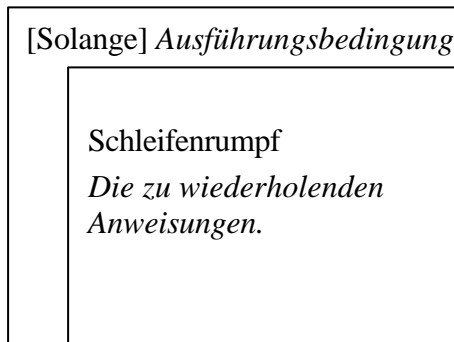 [Solange] Ausführungsbedingung
Schleifenrumpf
Die zu wiederholenden
Anweisungen.